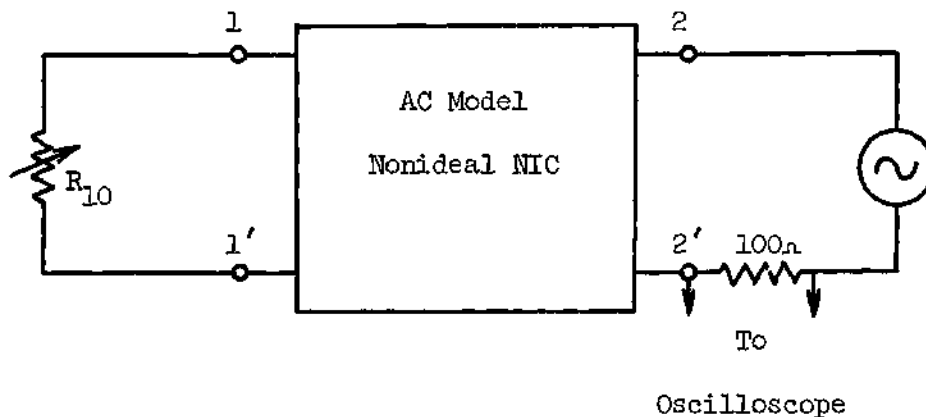 1
2
AC Model
Nonideal NIC
R10
1'
2'
100Ω
To
Oscilloscope